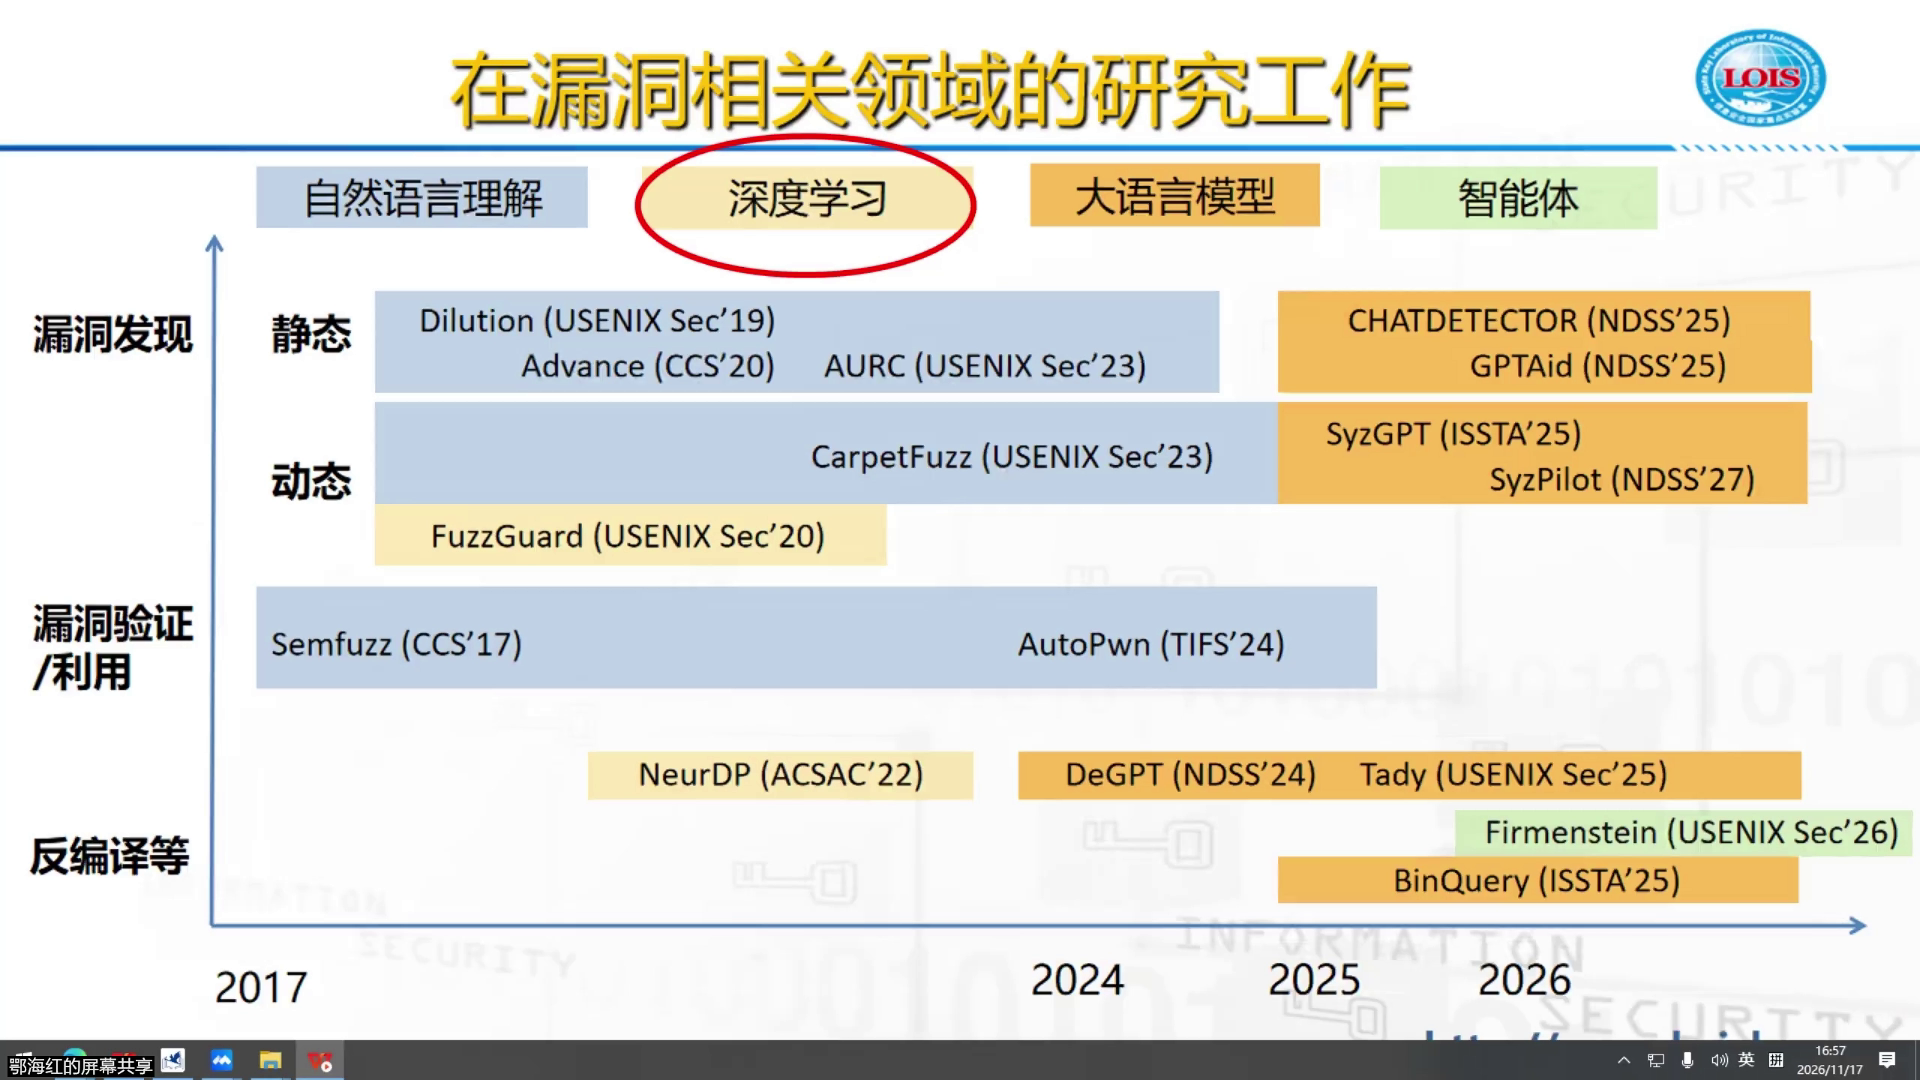 在漏洞相关领域的研究工作
LOIS
自然语言理解
深度学习
大语言模型
智能体
漏洞发现
静态
Dilution (USENIX Sec’19)
Advance (CCS’20)
AURC (USENIX Sec’23)
CHATDETECTOR (NDSS’25)
GPTAid (NDSS’25)
动态
CarpetFuzz (USENIX Sec’23)
SyzGPT (ISSTA’25)
SyzPilot (NDSS’27)
FuzzGuard (USENIX Sec’20)
漏洞验证
/利用
Semfuzz (CCS’17)
AutoPwn (TIFS’24)
反编译等
NeurDP (ACSAC’22)
DeGPT (NDSS’24)
Tady (USENIX Sec’25)
Firmenstein (USENIX Sec’26)
BinQuery (ISSTA’25)
2017
2024
2025
2026
INFORMATION
SECURITY
SECURITY
鄂海红的屏幕共享
英
拼
16:57
2026/11/17